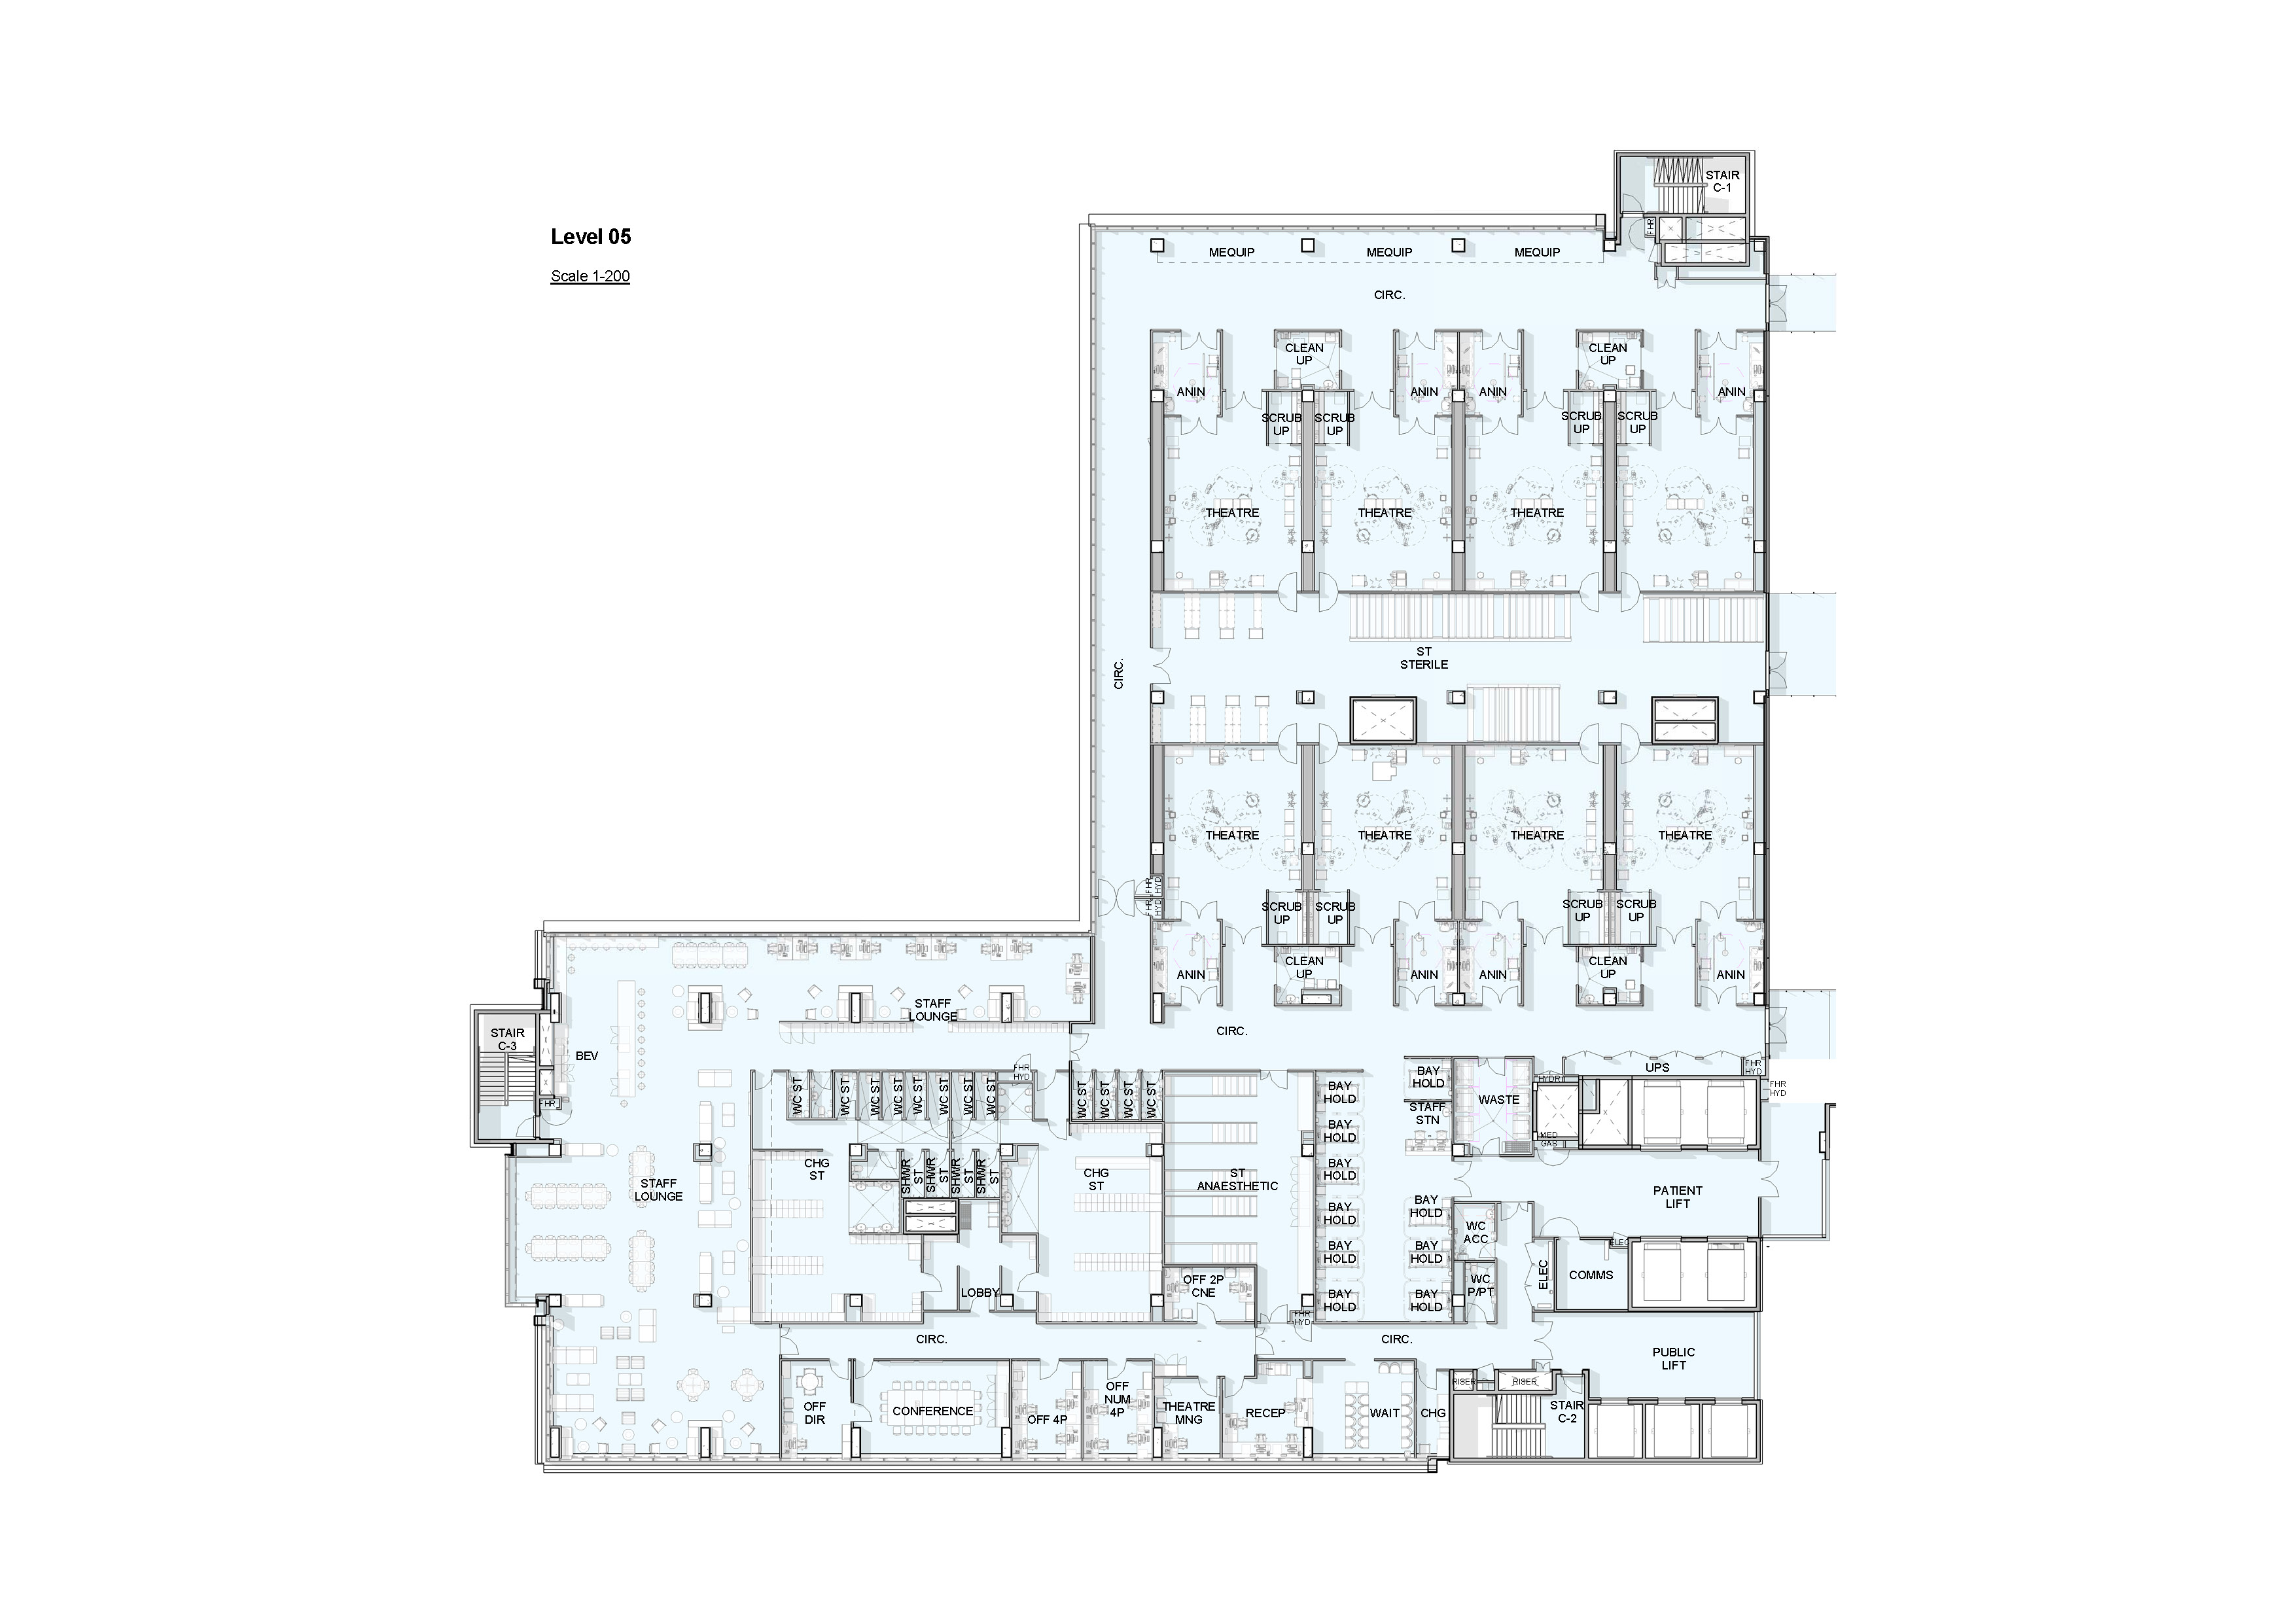 STAIR
C-1
Level 05
FHR
MEQUIP
MEQUIP
MEQUIP
Scale 1-200
CIRC.
CLEAN
UP
CLEAN
UP
ANIN
ANIN
ANIN
ANIN
SCRUB
UP
SCRUB
UP
SCRUB
UP
SCRUB
UP
THEATRE
THEATRE
THEATRE
ST
STERILE
CIRC.
THEATRE
THEATRE
THEATRE
THEATRE
FHR
HYD
FHR
HYD
SCRUB
UP
SCRUB
UP
SCRUB
UP
SCRUB
UP
CLEAN
UP
CLEAN
UP
ANIN
ANIN
ANIN
ANIN
STAFF
LOUNGE
CIRC.
STAIR
C-3
BEV
FHR
FHR
HYD
UPS
FHR
HYD
FHR
HYD
HYDR
WC ST
WC ST
WC ST
WC ST
WC ST
WC ST
WC ST
WC ST
WC ST
WC ST
WC ST
WC ST
BAY
HOLD
BAY
HOLD
STAFF
STN
WASTE
BAY
HOLD
MED
GAS
CHG
ST
SHWR
ST
SHWR
ST
SHWR
ST
SHWR
ST
CHG
ST
ST
ANAESTHETIC
BAY
HOLD
STAFF
LOUNGE
PATIENT
LIFT
BAY
HOLD
BAY
HOLD
WC
ACC
BAY
HOLD
BAY
HOLD
ELEC
ELEC
COMMS
OFF 2P
CNE
WC
P/PT
LOBBY
BAY
HOLD
BAY
HOLD
FHR
HYD
CIRC.
CIRC.
PUBLIC
LIFT
RISER
RISER
OFF
DIR
CONFERENCE
OFF 4P
OFF
NUM
4P
THEATRE
MNG
RECEP
WAIT
CHG
STAIR
C-2